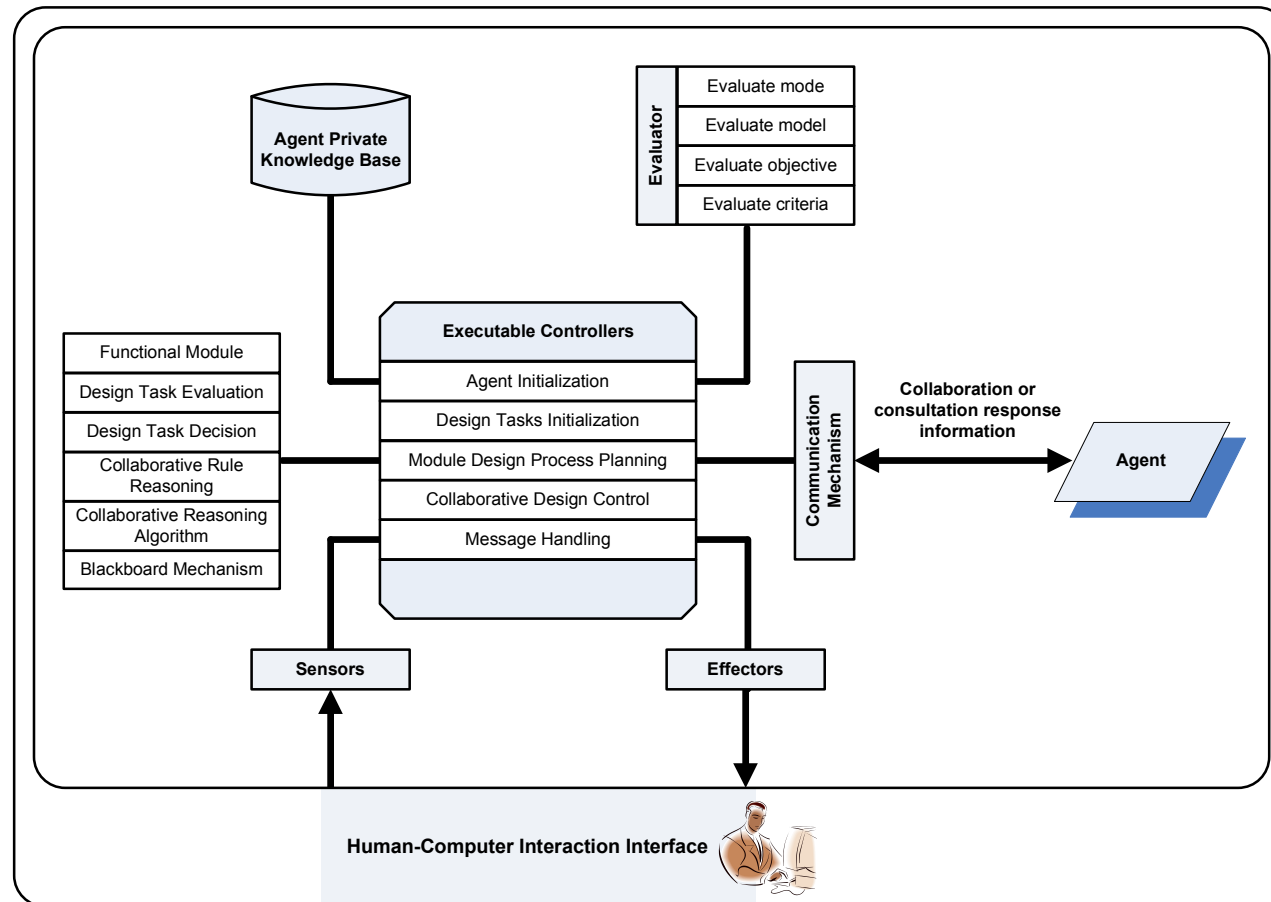 Agent Private
Knowledge Base
Evaluator
Evaluate mode
Evaluate model
Evaluate objective
Evaluate criteria
Executable Controllers
Agent Initialization
Design Tasks Initialization
Module Design Process Planning
Collaborative Design Control
Message Handling
Functional Module
Design Task Evaluation
Design Task Decision
Collaborative Rule
Reasoning
Collaborative Reasoning
Algorithm
Blackboard Mechanism
Communication
Mechanism
Collaboration or
consultation response
information
Agent
Sensors
Effectors
Human-Computer Interaction Interface